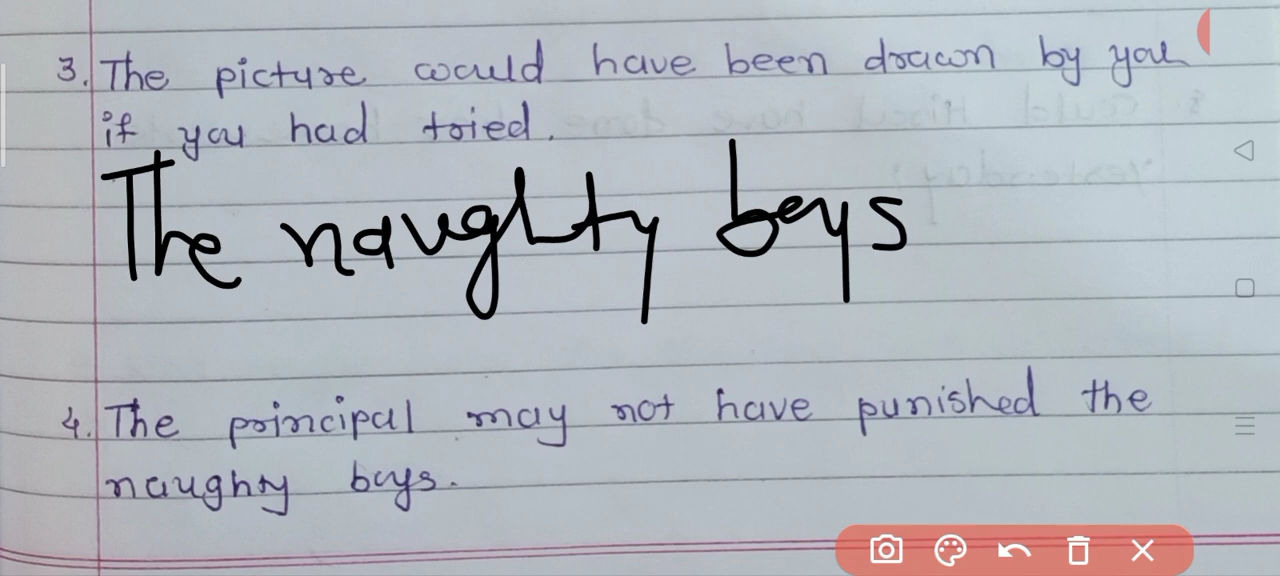 3. The picture would have been drawn by you
if you had tried.
The naughty boys
4. The principal may not have punished the
naughty boys.